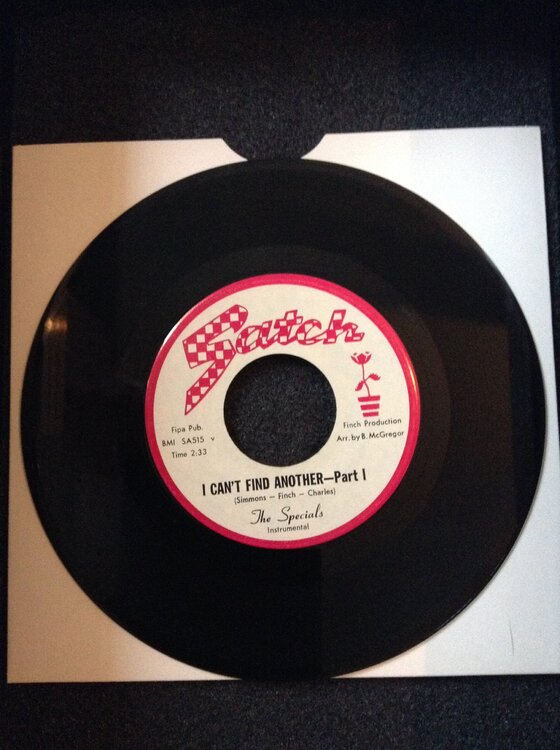 Satch
Fipa Pub.
BMI SA515 v
Time 2:33
Finch Production
Arr. by B. McGregor
I CAN'T FIND ANOTHER—Part I
(Simmons — Finch — Charles)
The Specials
Instrumental